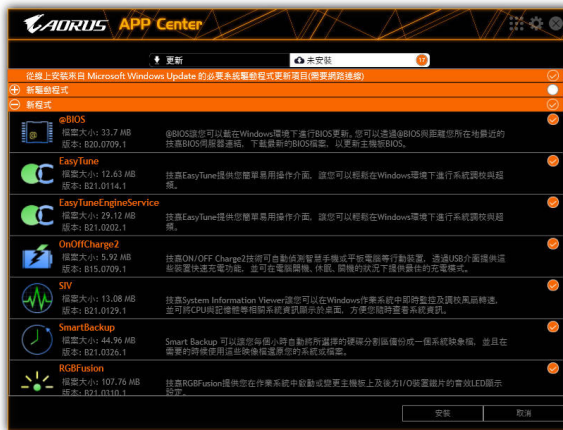 AORUS APP Center
更新
未安裝 17
從線上安裝來自 Microsoft Windows Update 的必要系統驅動程式更新項目(需要網路連線)
新驅動程式
新程式
@BIOS
檔案大小: 33.7 MB
版本: B20.0709.1
@BIOS讓您可以載在Windows環境下進行BIOS更新。您可以透過@BIOS與距離您所在地最近的
技嘉BIOS伺服器連結、下載最新的BIOS檔案，以更新主機板BIOS。
EasyTune
檔案大小: 12.63 MB
版本: B21.0114.1
技嘉EasyTune提供您簡單易用操作介面，讓您可以輕鬆在Windows環境下進行系統調校與超
頻。
EasyTuneEngineService
檔案大小: 29.12 MB
版本: B21.0202.1
技嘉EasyTune提供您簡單易用操作介面，讓您可以輕鬆在Windows環境下進行系統調校與超
頻。
OnOffCharge2
檔案大小: 5.92 MB
版本: B15.0709.1
技嘉ON/OFF Charge2技術可自動偵測智慧手機或平板電腦等行動裝置，透過USB介面提供這
些裝置快速充電功能，並可在電腦開機、休眠、關機的狀況下提供最佳的充電模式。
SIV
檔案大小: 13.08 MB
版本: B21.0129.1
技嘉System Information Viewer讓您可以在Windows作業系統中即時監控及調校風扇轉速，
並可將CPU與記憶體等相關系統資訊顯示於桌面，方便您隨時查看系統資訊。
SmartBackup
檔案大小: 44.96 MB
版本: B21.0326.1
Smart Backup 可以讓您每個小時自動將所選擇的硬碟分割區備份成一個系統映象檔，並且在
需要的時候使用這些映像檔還原您的系統或檔案。
RGBFusion
檔案大小: 107.76 MB
版本: B21.0310.1
技嘉RGBFusion提供您在作業系統中啟動或變更主機板上及後方I/O裝置鐵片的音效LED顯示
設定。
安裝
取消